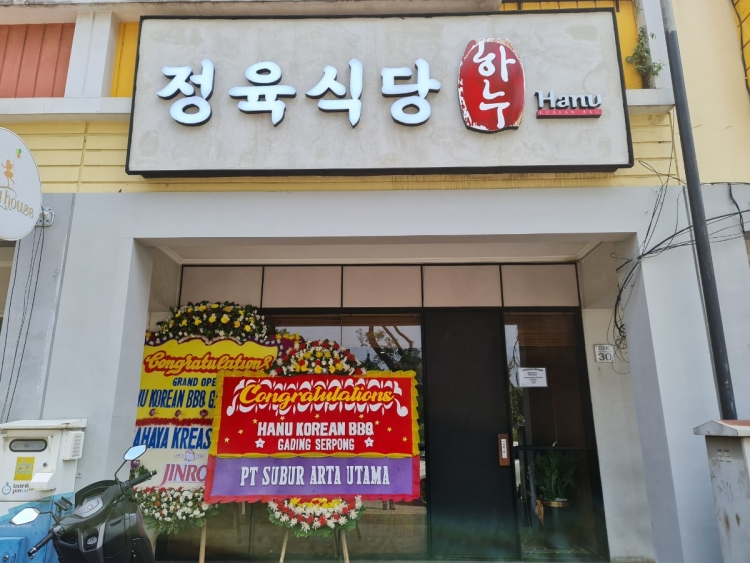 정육식당
하누
Hanu
KOREAN BBQ
house
Congratulations
GRAND OPE
U KOREAN BBQ G
AHAYA KREAS
JINRO
Congratulations
HANU KOREAN BBQ
GADING SERPONG
PT SUBUR ARTA UTAMA
30